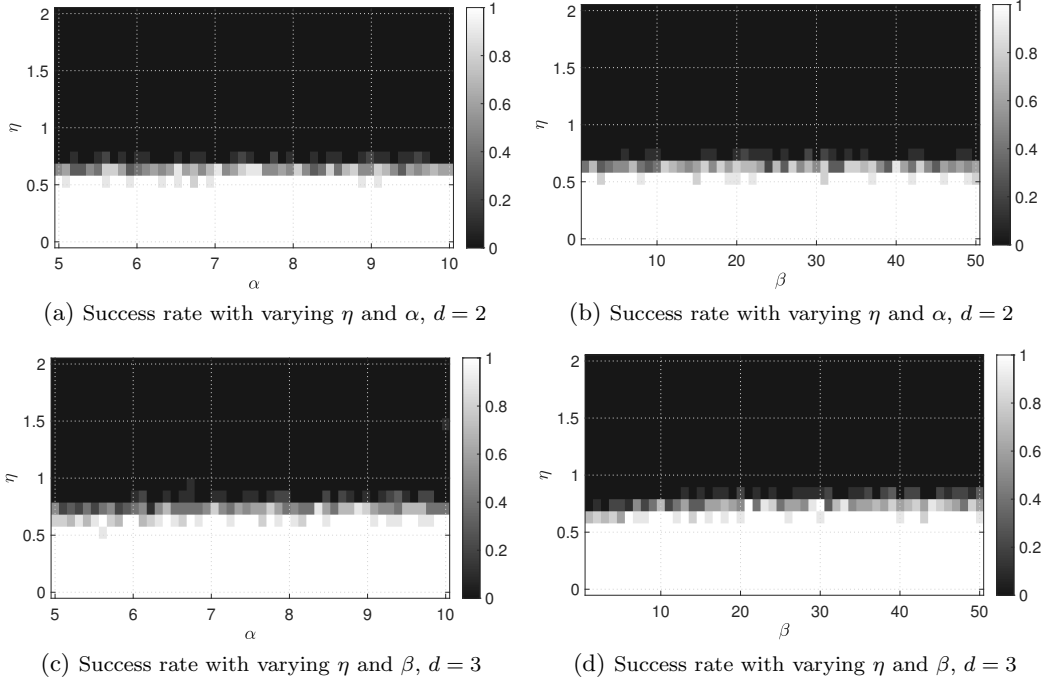 2
1.5
η
1
0.5
0
5 6 7 8 9 10
α
1
0.8
0.6
0.4
0.2
0
(a) Success rate with varying η and α, d = 2
2
1.5
η
1
0.5
0
10 20 30 40 50
β
1
0.8
0.6
0.4
0.2
0
(b) Success rate with varying η and α, d = 2
2
1.5
η
1
0.5
0
5 6 7 8 9 10
α
1
0.8
0.6
0.4
0.2
0
(c) Success rate with varying η and β, d = 3
2
1.5
η
1
0.5
0
10 20 30 40 50
β
1
0.8
0.6
0.4
0.2
0
(d) Success rate with varying η and β, d = 3